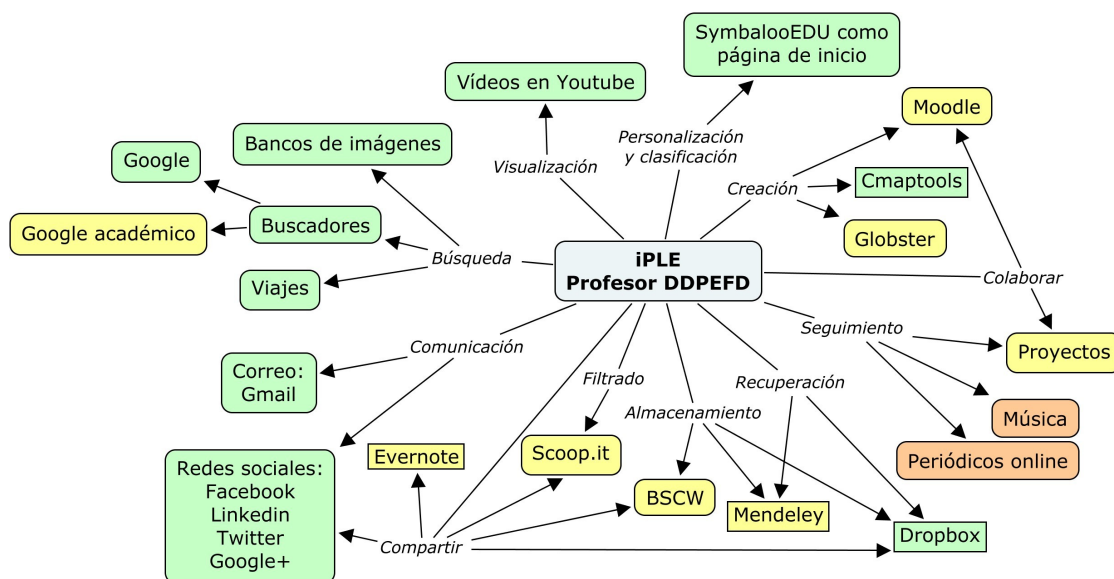 SymbalooEDU como
página de inicio
Vídeos en Youtube
Moodle
Personalización
y clasificación
Bancos de imágenes
Google
Visualización
Creación
Cmaptools
Buscadores
Google académico
Globster
Búsqueda
iPLE
Profesor DDPEFD
Colaborar
Viajes
Seguimiento
Comunicación
Proyectos
Correo:
Gmail
Filtrado
Recuperación
Almacenamiento
Música
Evernote
Scoop.it
Periódicos online
Redes sociales:
Facebook
Linkedin
Twitter
Google+
BSCW
Mendeley
Dropbox
Compartir